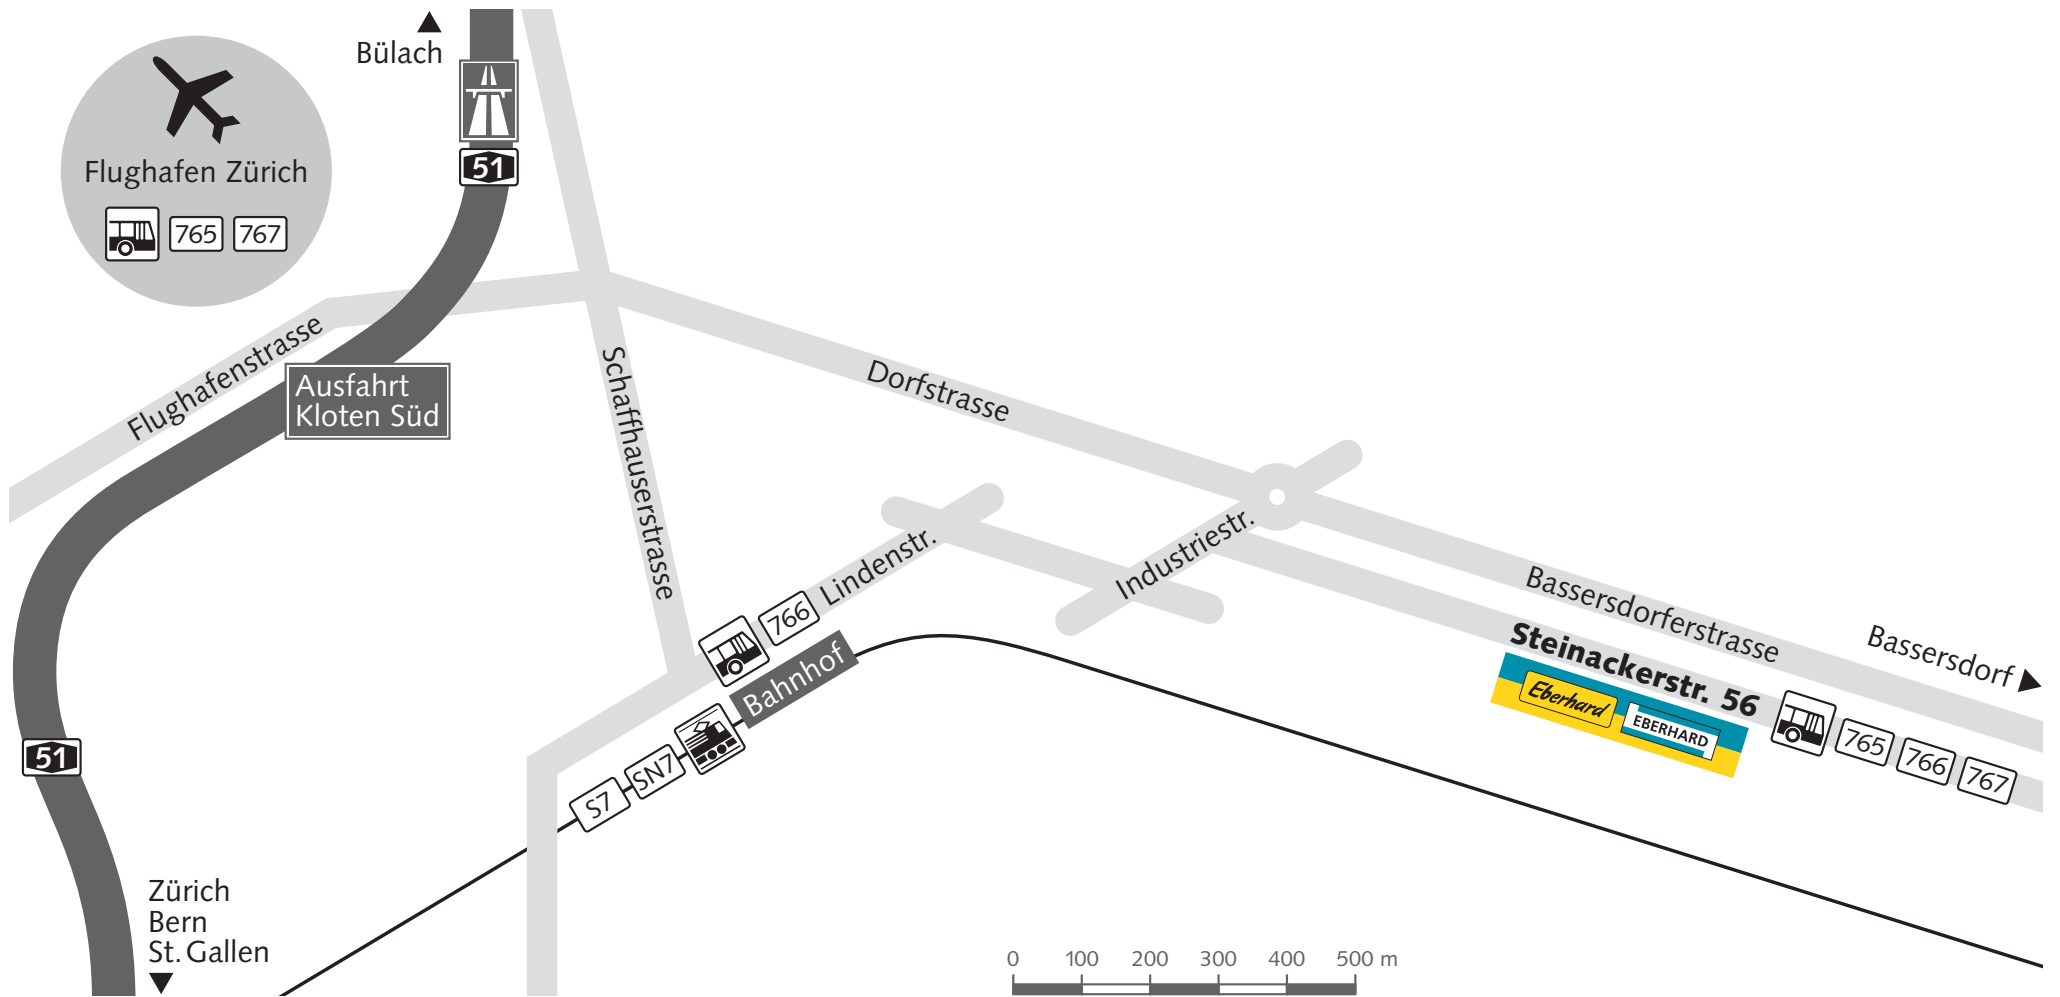 Bülach
51
Flughafen Zürich
765
767
Flughafenstrasse
Ausfahrt
Kloten Süd
Schaffhauserstrasse
Dorfstrasse
Lindenstr.
Industriestr.
766
Bahnhof
SN7
S7
Bassersdorferstrasse
Bassersdorf
Steinackerstr. 56
Eberhard
EBERHARD
765
766
767
51
Zürich
Bern
St. Gallen
0 100 200 300 400 500 m